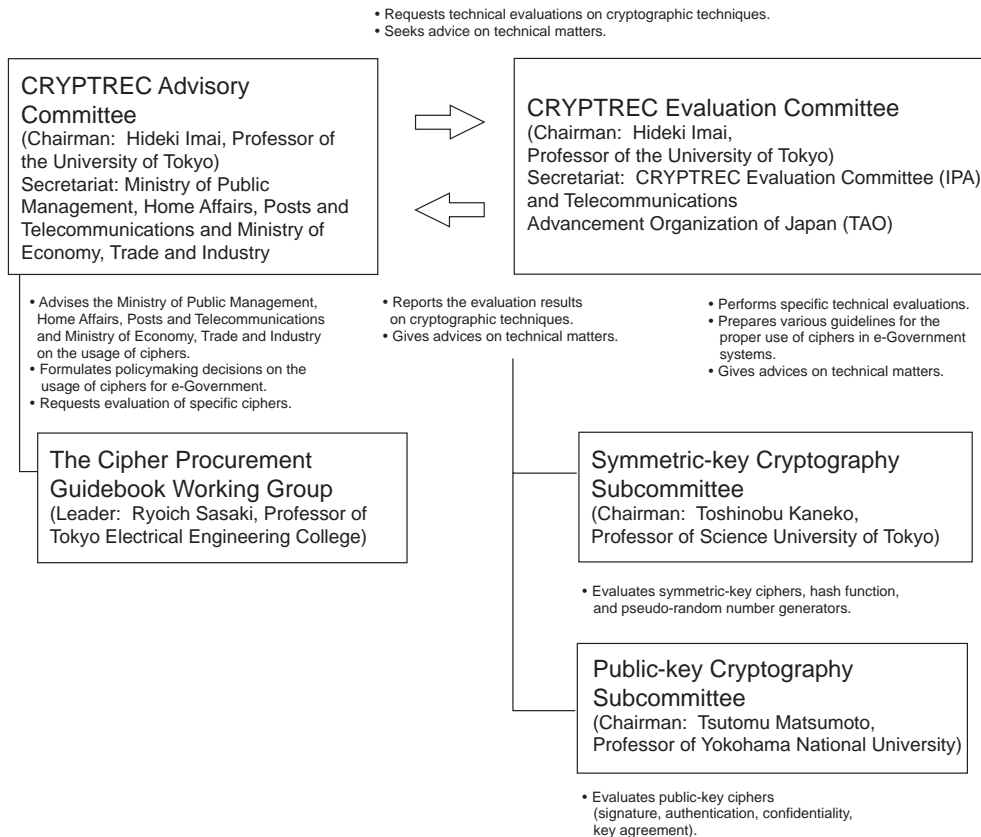 • Requests technical evaluations on cryptographic techniques.
• Seeks advice on technical matters.
CRYPTREC Advisory
Committee
(Chairman: Hideki Imai, Professor of
the University of Tokyo)
Secretariat: Ministry of Public
Management, Home Affairs, Posts and
Telecommunications and Ministry of
Economy, Trade and Industry
CRYPTREC Evaluation Committee
(Chairman: Hideki Imai,
Professor of the University of Tokyo)
Secretariat: CRYPTREC Evaluation Committee (IPA)
and Telecommunications
Advancement Organization of Japan (TAO)
• Advises the Ministry of Public Management,
Home Affairs, Posts and Telecommunications
and Ministry of Economy, Trade and Industry
on the usage of ciphers.
• Formulates policymaking decisions on the
usage of ciphers for e-Government.
• Requests evaluation of specific ciphers.
• Reports the evaluation results
on cryptographic techniques.
• Gives advices on technical matters.
• Performs specific technical evaluations.
• Prepares various guidelines for the
proper use of ciphers in e-Government
systems.
• Gives advices on technical matters.
The Cipher Procurement
Guidebook Working Group
(Leader: Ryoich Sasaki, Professor of
Tokyo Electrical Engineering College)
Symmetric-key Cryptography
Subcommittee
(Chairman: Toshinobu Kaneko,
Professor of Science University of Tokyo)
• Evaluates symmetric-key ciphers, hash function,
and pseudo-random number generators.
Public-key Cryptography
Subcommittee
(Chairman: Tsutomu Matsumoto,
Professor of Yokohama National University)
• Evaluates public-key ciphers
(signature, authentication, confidentiality,
key agreement).